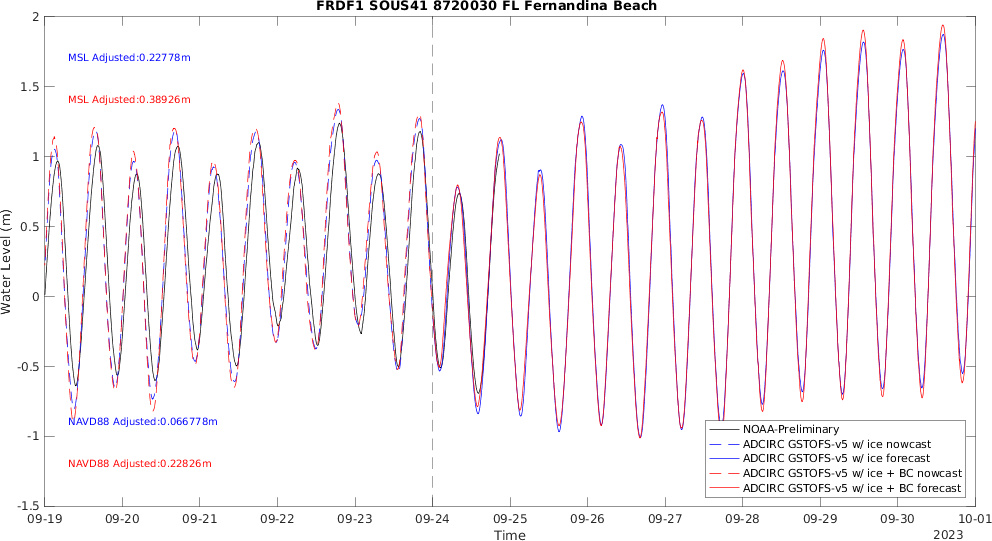 FRDF1 SOUS41 8720030 FL Fernandina Beach
MSL Adjusted:0.22778m
MSL Adjusted:0.38926m
NAVD88 Adjusted:0.066778m
NAVD88 Adjusted:0.22826m
Water Level (m)
2
1.5
1
0.5
0
-0.5
-1
-1.5
NOAA-Preliminary
ADCIRC GSTOFS-v5 w/ ice nowcast
ADCIRC GSTOFS-v5 w/ ice forecast
ADCIRC GSTOFS-v5 w/ ice + BC nowcast
ADCIRC GSTOFS-v5 w/ ice + BC forecast
09-19 09-20 09-21 09-22 09-23 09-24 09-25 09-26 09-27 09-28 09-29 09-30 10-01
Time
2023